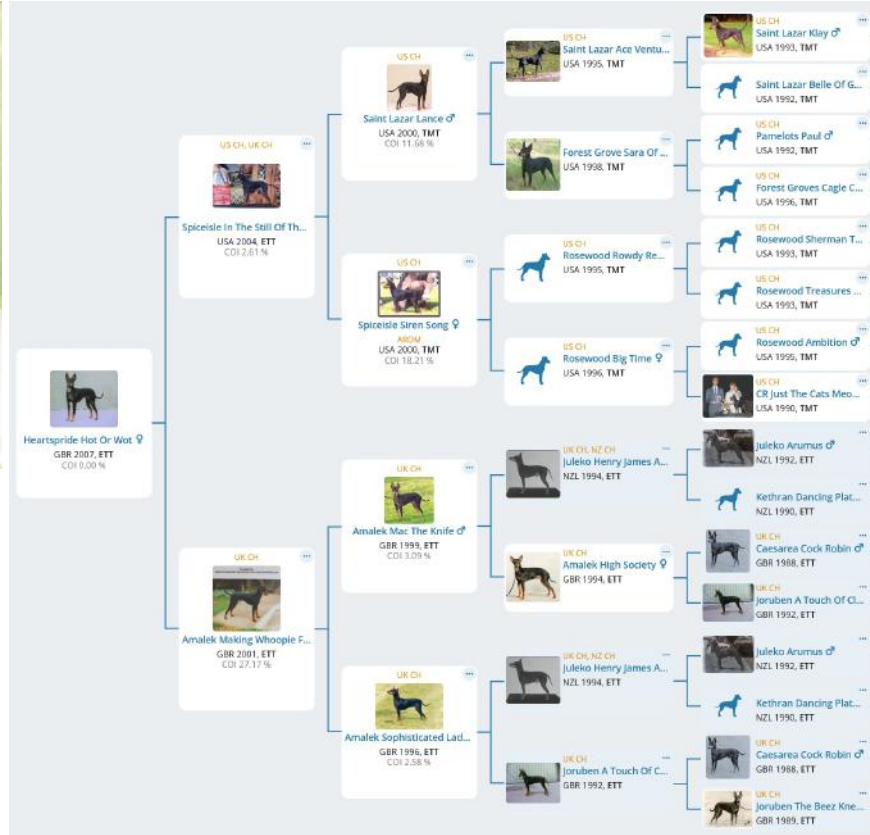 Heartspride Hot Or Wot ♀
GBR 2007, ETT
COI 0.00 %
US CH, UK CH
Spiceisle In The Still Of Th...
USA 2004, ETT
COI 2.61 %
UK CH
Amalek Making Whoopie F...
GBR 2001, ETT
COI 27.17 %
US CH
Saint Lazar Lance ♂
USA 2000, TMT
COI 11.68 %
US CH
Spiceisle Siren Song ♀
AROM
USA 2000, TMT
COI 18.21 %
UK CH
Amalek Mac The Knife ♂
GBR 1999, ETT
COI 3.09 %
UK CH
Amalek Sophisticated Lad...
GBR 1996, ETT
COI 2.58 %
US CH
Saint Lazar Ace Ventu...
USA 1995, TMT
Forest Grove Sara Of ...
USA 1998, TMT
US CH
Rosewood Rowdy Re...
USA 1995, TMT
US CH
Rosewood Big Time ♀
USA 1996, TMT
UK CH, NZ CH
Juleko Henry James A...
NZL 1994, ETT
UK CH
Amalek High Society ♀
GBR 1994, ETT
UK CH, NZ CH
Juleko Henry James A...
NZL 1994, ETT
UK CH
Joruben A Touch Of C...
GBR 1992, ETT
US CH
Saint Lazar Klay ♂
USA 1993, TMT
Saint Lazar Belle Of G...
USA 1992, TMT
US CH
Pamelots Paul ♂
USA 1992, TMT
US CH
Forest Groves Cagle C...
USA 1996, TMT
US CH
Rosewood Sherman T...
USA 1993, TMT
US CH
Rosewood Treasures ...
USA 1993, TMT
US CH
Rosewood Ambition ♂
USA 1995, TMT
US CH
CR Just The Cats Meo...
USA 1990, TMT
Juleko Arumus ♂
NZL 1992, ETT
Kethran Dancing Plat...
NZL 1990, ETT
UK CH
Caesarea Cock Robin ♂
GBR 1988, ETT
UK CH
Joruben A Touch Of Cl...
GBR 1992, ETT
Juleko Arumus ♂
NZL 1992, ETT
Kethran Dancing Plat...
NZL 1990, ETT
UK CH
Caesarea Cock Robin ♂
GBR 1988, ETT
UK CH
Joruben The Beez Kne...
GBR 1989, ETT